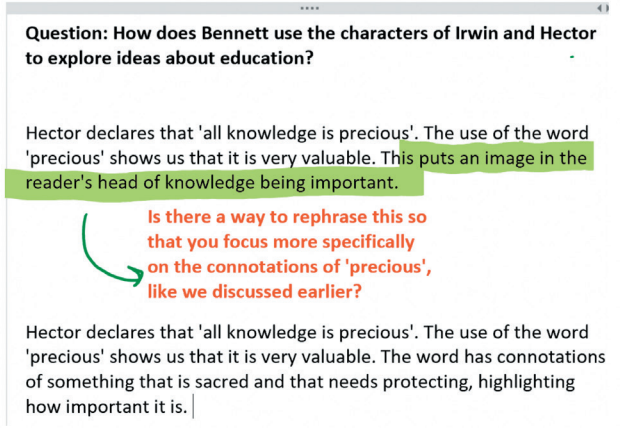 Question: How does Bennett use the characters of Irwin and Hector
to explore ideas about education?
Hector declares that 'all knowledge is precious'. The use of the word
'precious' shows us that it is very valuable. This puts an image in the
reader's head of knowledge being important.
Is there a way to rephrase this so
that you focus more specifically
on the connotations of 'precious',
like we discussed earlier?
Hector declares that 'all knowledge is precious'. The use of the word
'precious' shows us that it is very valuable. The word has connotations
of something that is sacred and that needs protecting, highlighting
how important it is.